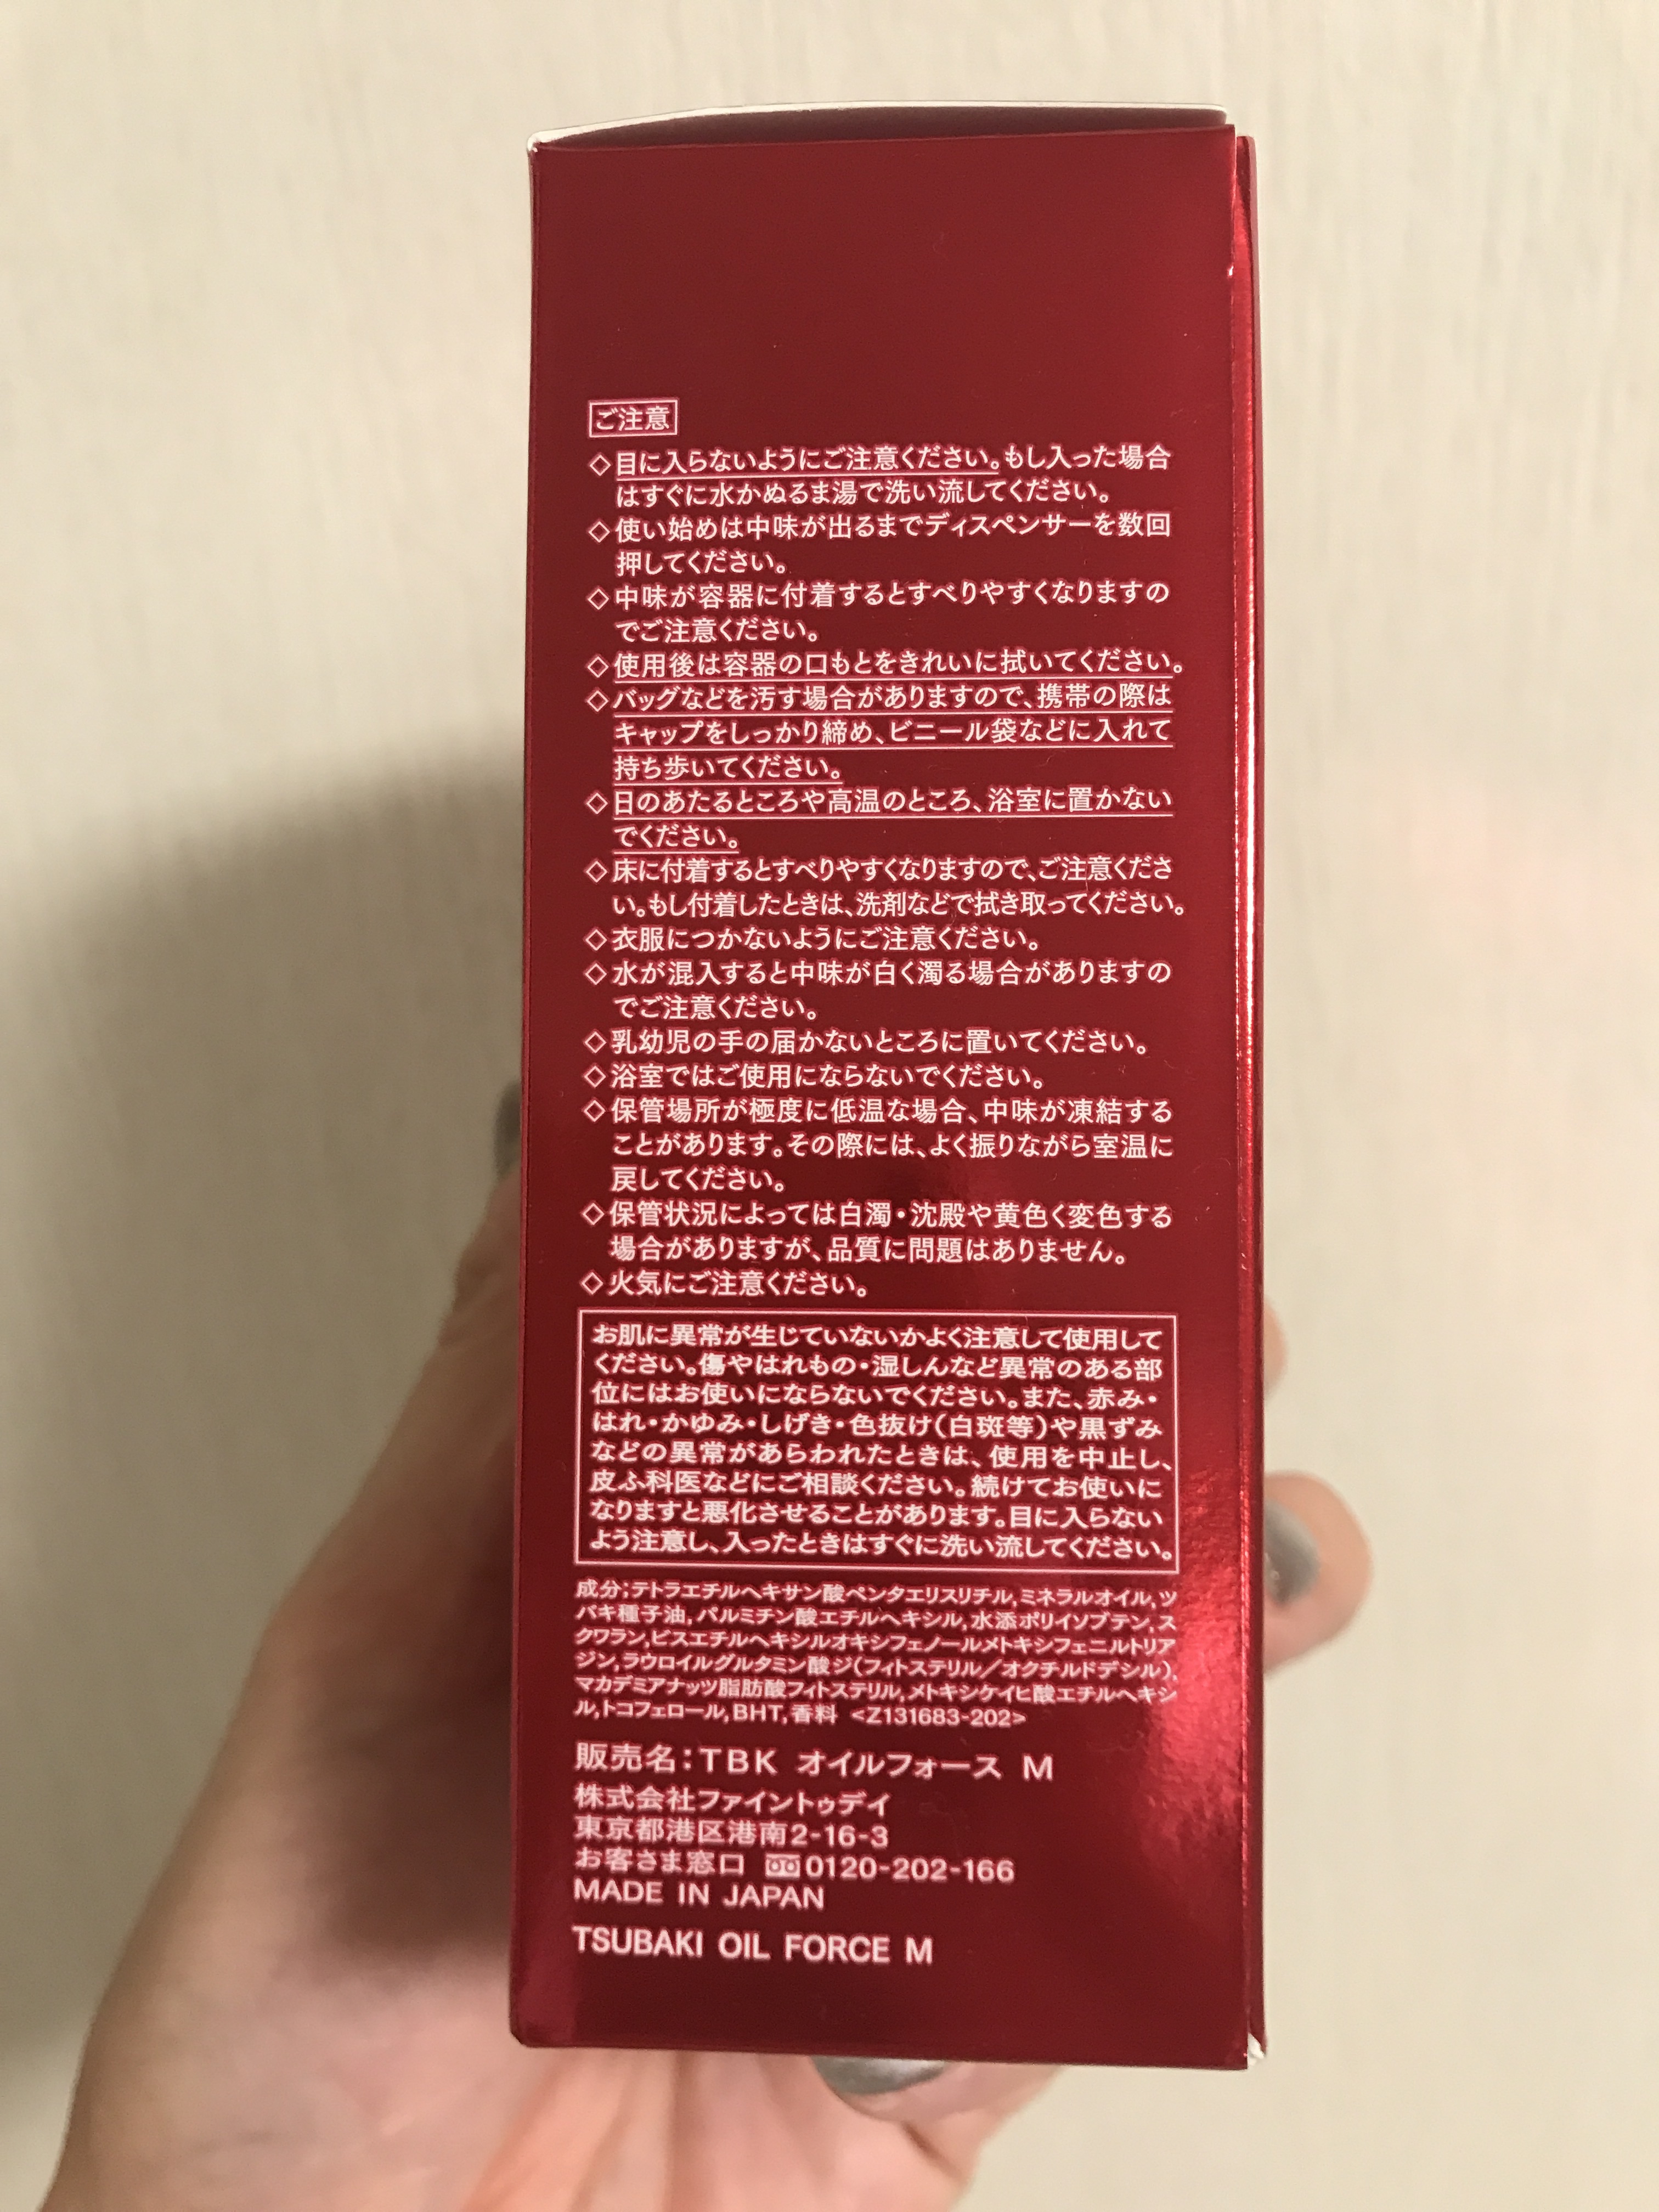 ご注意
◇目に入らないようにご注意ください。もし入った場合
はすぐに水かぬるま湯で洗い流してください。
◇使い始めは中味が出るまでディスペンサーを数回
押してください。
◇中味が容器に付着するとすべりやすくなりますの
でご注意ください。
◇使用後は容器の口もとをきれいに拭いてください。
◇バッグなどを汚す場合がありますので、携帯の際は
キャップをしっかり締め、ビニール袋などに入れて
持ち歩いてください。
◇日のあたるところや高温のところ、浴室に置かない
でください。
◇床に付着するとすべりやすくなりますので、ご注意くださ
い。もし付着したときは、洗剤などで拭き取ってください。
◇衣服につかないようにご注意ください。
◇水が混入すると中味が白く濁る場合がありますの
でご注意ください。
◇乳幼児の手の届かないところに置いてください。
◇浴室ではご使用にならないでください。
◇保管場所が極度に低温な場合、中味が凍結する
ことがあります。その際には、よく振りながら室温に
戻してください。
◇保管状況によっては白濁・沈殿や黄色く変色する
場合がありますが、品質に問題はありません。
◇火気にご注意ください。
お肌に異常が生じていないかよく注意して使用して
ください。傷やはれもの・湿しんなど異常のある部
位にはお使いにならないでください。また、赤み・
はれ・かゆみ・しげき・色抜け(白斑等)や黒ずみ
などの異常があらわれたときは、使用を中止し、
皮ふ科医などにご相談ください。続けてお使いに
なりますと悪化させることがあります。目に入らない
よう注意し、入ったときはすぐに洗い流してください。
成分;テトラエチルヘキサン酸ペンタエリスリチル,ミネラルオイル,ツ
バキ種子油,パルミチン酸エチルヘキシル,水添ポリイソブテン,ス
クワラン,ビスエチルヘキシルオキシフェノールメトキシフェニルトリア
ジン,ラウロイルグルタミン酸ジ(フィトステリル/オクチルドデシル),
マカデミアナッツ脂肪酸フィトステリル,メトキシケイヒ酸エチルヘキシ
ル,トコフェロール,BHT,香料 <Z131683-202>
販売名:TBK オイルフォース M
株式会社ファイントゥデイ
東京都港区港南2-16-3
お客さま窓口 0120-202-166
MADE IN JAPAN
TSUBAKI OIL FORCE M